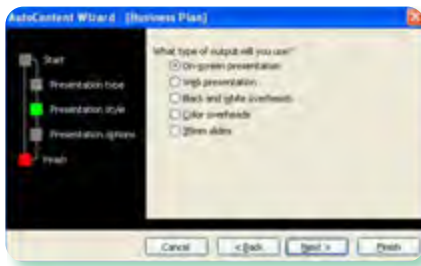 AutoContent Wizard - [Business Plan]
Start
Presentation type
Presentation style
Presentation options
Finish
What type of output will you use?
On-screen presentation
Web presentation
Black and white overheads
Color overheads
35mm slides
Cancel
< Back
Next >
Finish